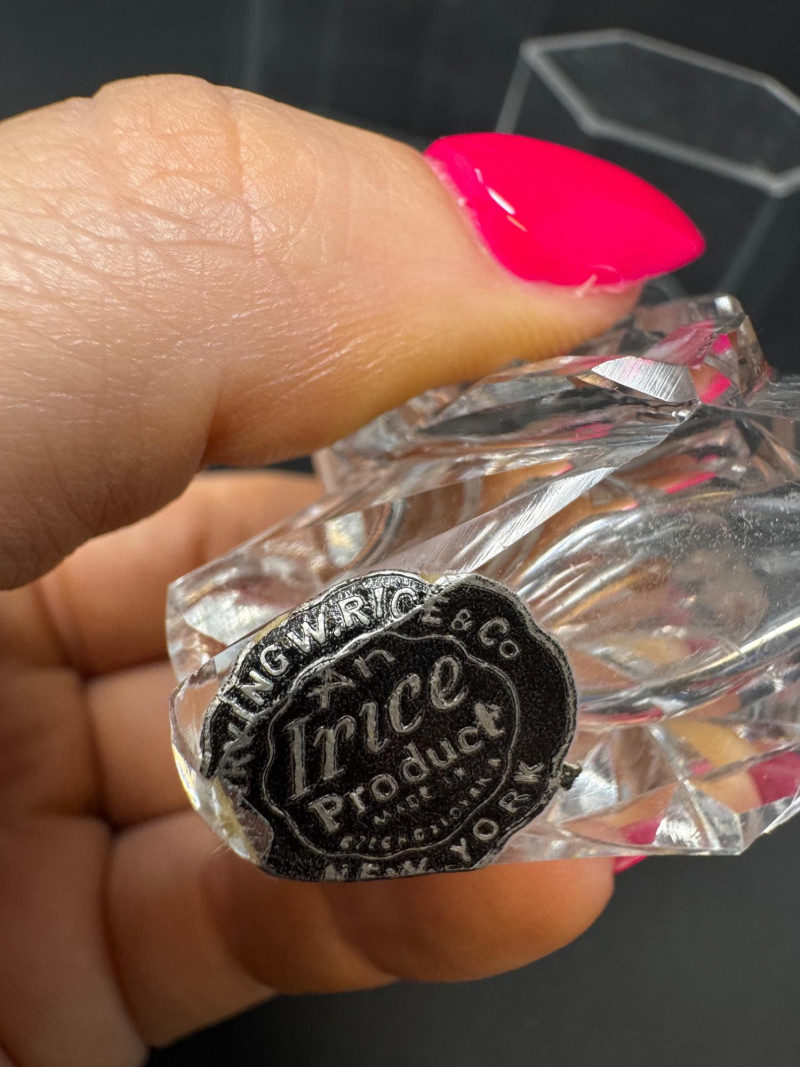 IRVING W. RICE & CO
An
Irice
Product
MADE IN
CZECHOSLOVAKIA
NEW YORK